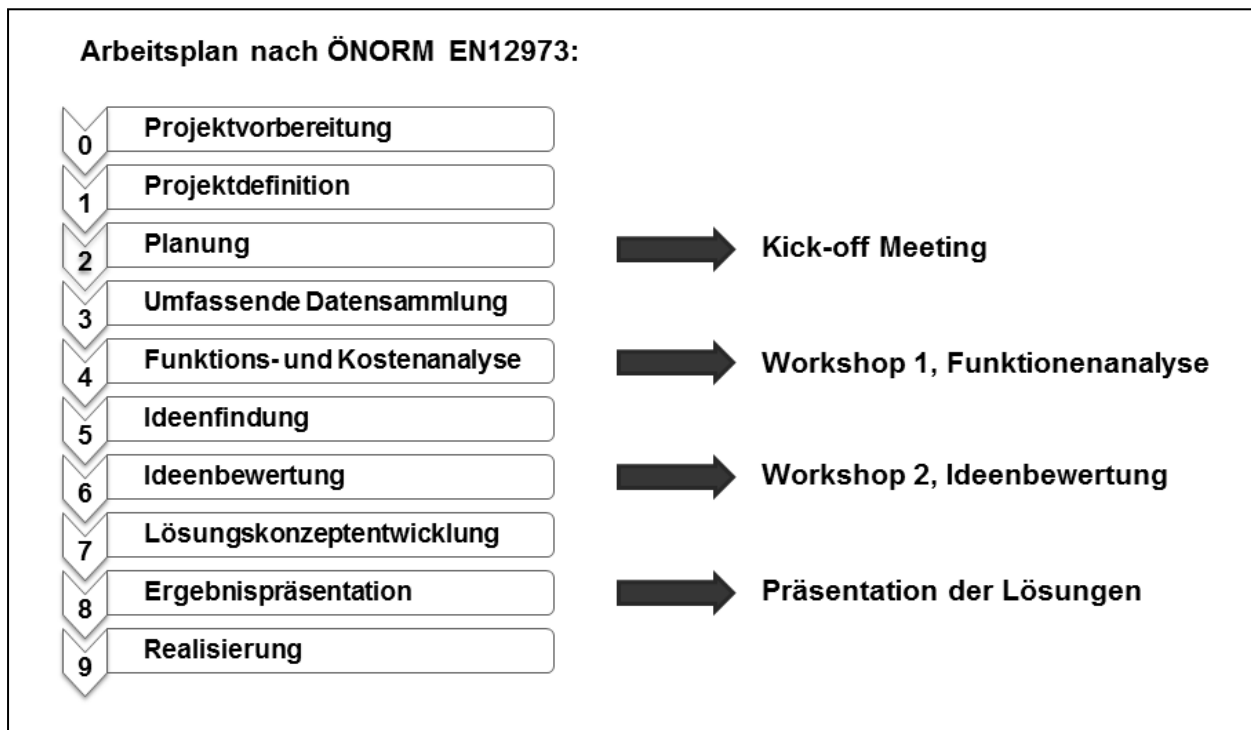 Arbeitsplan nach ÖNORM EN12973:
0 Projektvorbereitung
1 Projektdefinition
2 Planung
Kick-off Meeting
3 Umfassende Datensammlung
4 Funktions- und Kostenanalyse
Workshop 1, Funktionenanalyse
5 Ideenfindung
6 Ideenbewertung
Workshop 2, Ideenbewertung
7 Lösungskonzeptentwicklung
8 Ergebnispräsentation
Präsentation der Lösungen
9 Realisierung